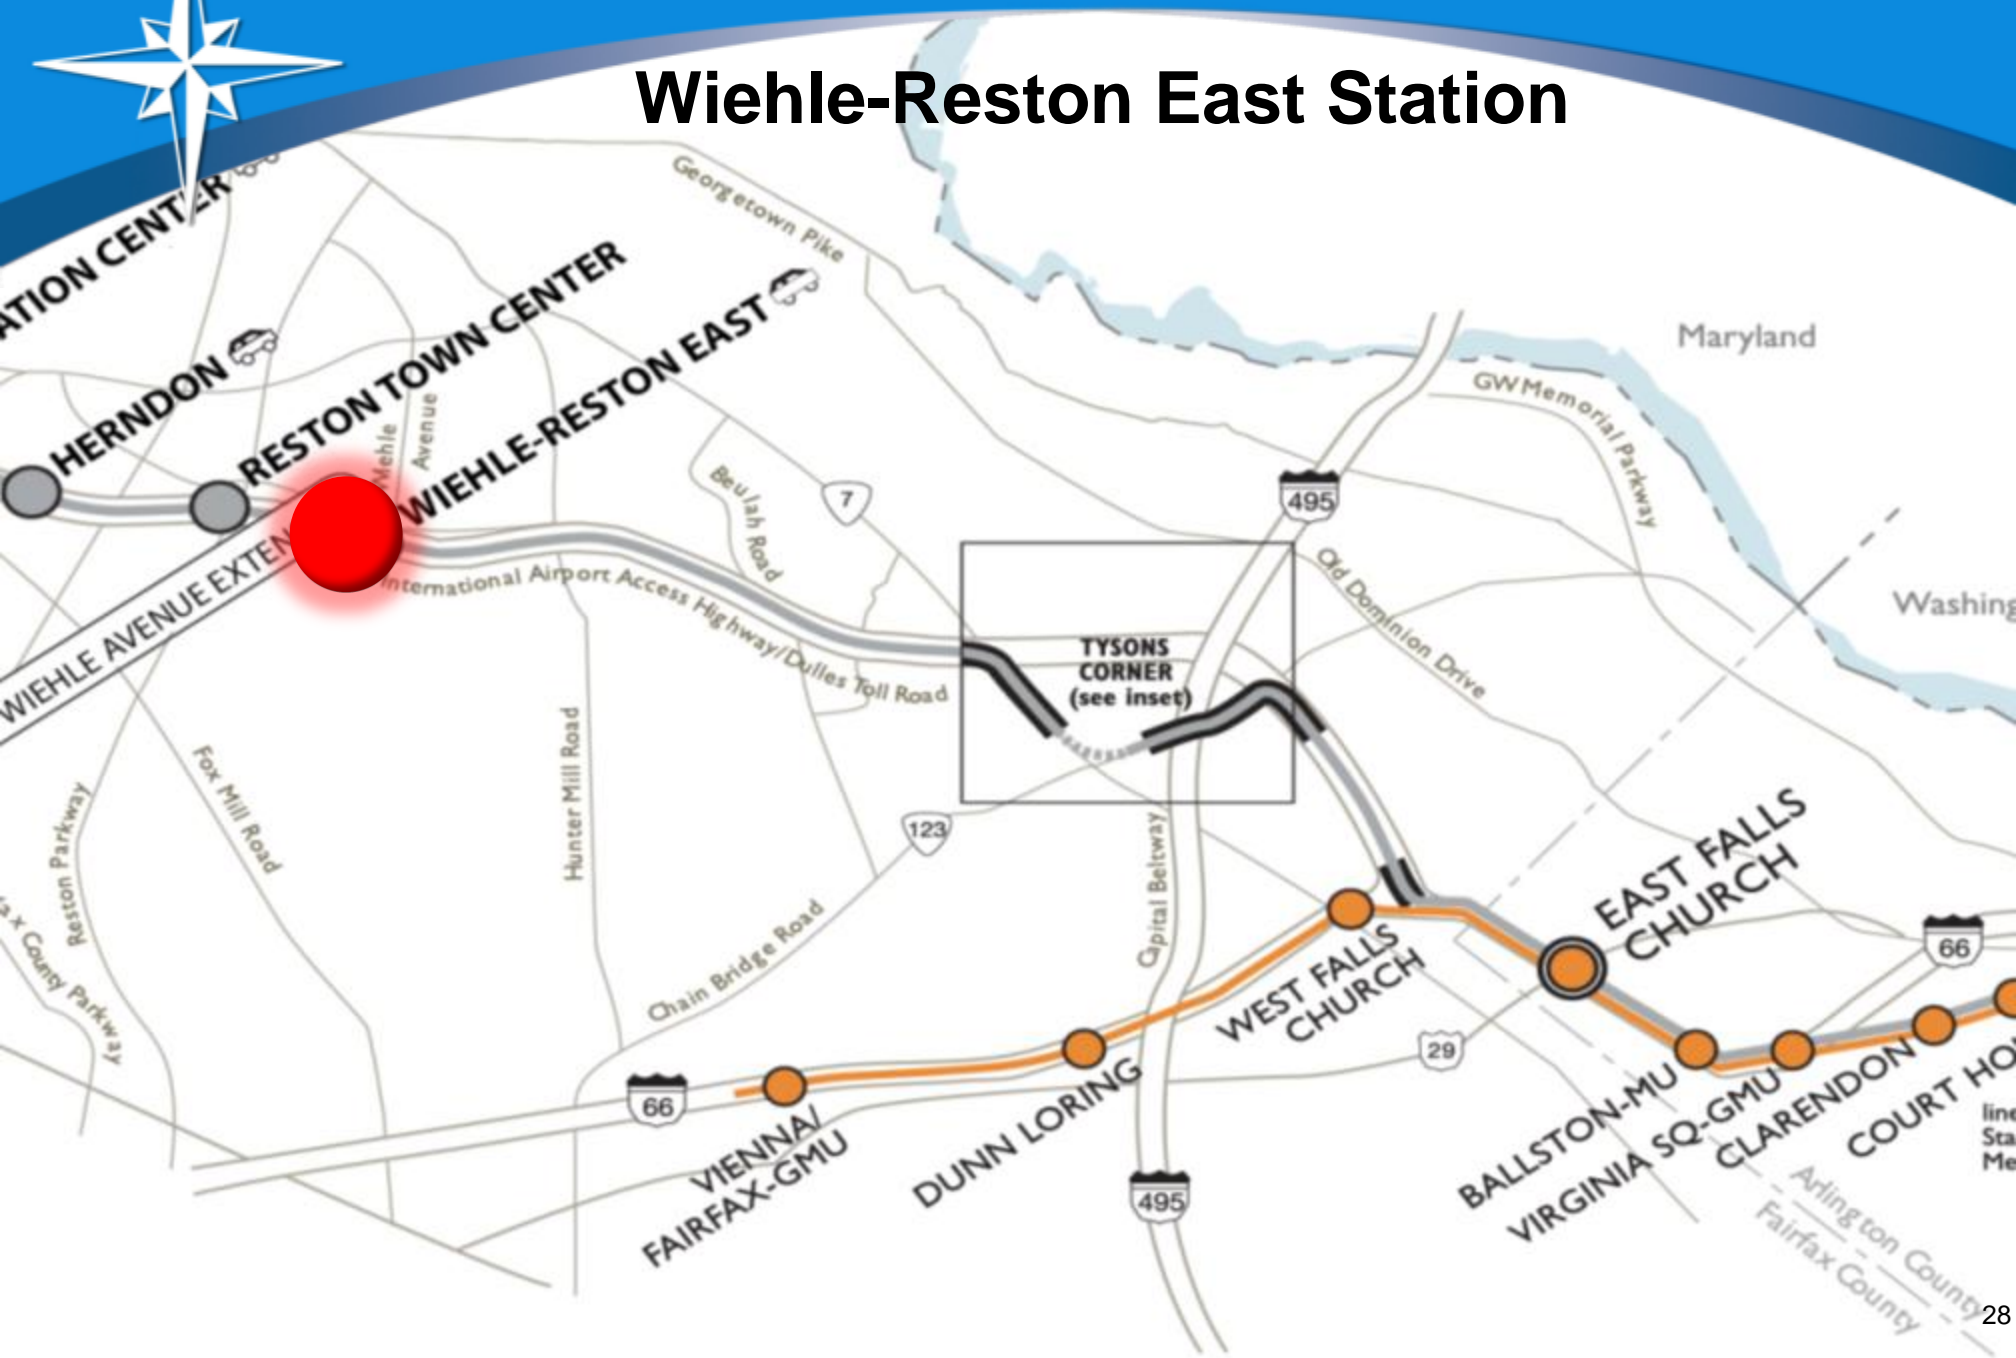 Wiehle-Reston East Station
ATION CENTER
HERNDON
RESTON TOWN CENTER
WIEHLE-RESTON EAST
Avenue
WIEHLE AVENUE EXTEN
Georgetown Pike
Maryland
GW Memorial Parkway
Washing
Beulah Road
7
495
International Airport Access Highway/Dulles Toll Road
TYSONS
CORNER
(see inset)
Old Dominion Drive
Hunter Mill Road
Fox Mill Road
Reston Parkway
ax County Parkway
123
Chain Bridge Road
Capital Beltway
EAST FALLS
CHURCH
WEST FALLS
CHURCH
66
29
66
VIENNA/
FAIRFAX-GMU
DUNN LORING
495
BALLSTON-MU
VIRGINIA SQ-GMU
CLARENDON
COURT HO
line
Sta
Me
Arlington County
Fairfax County
28